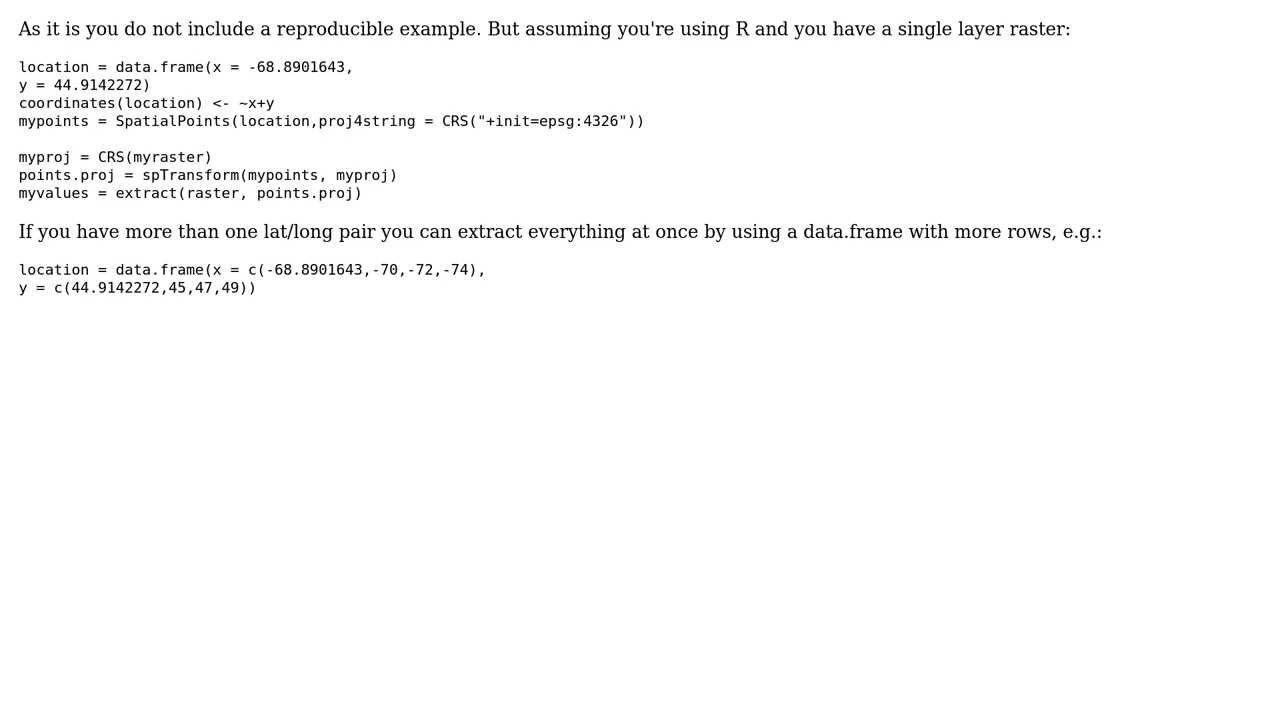 As it is you do not include a reproducible example. But assuming you're using R and you have a single layer raster:
location = data.frame(x = -68.8901643,
y = 44.9142272)
coordinates(location) <- ~x+y
mypoints = SpatialPoints(location,proj4string = CRS("+init=epsg:4326"))
myproj = CRS(myraster)
points.proj = spTransform(mypoints, myproj)
myvalues = extract(raster, points.proj)
If you have more than one lat/long pair you can extract everything at once by using a data.frame with more rows, e.g.:
location = data.frame(x = c(-68.8901643,-70,-72,-74),
y = c(44.9142272,45,47,49))